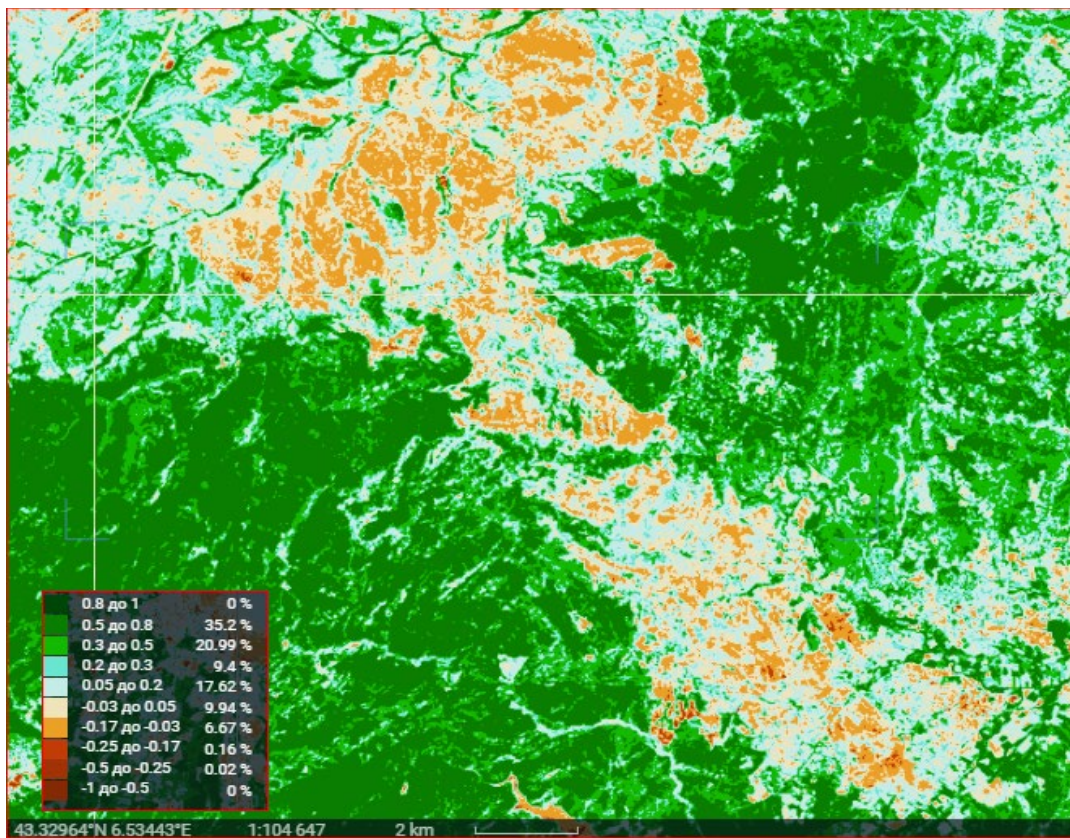 0.8 до 1 0 %
0.5 до 0.8 35.2 %
0.3 до 0.5 20.99 %
0.2 до 0.3 9.4 %
0.05 до 0.2 17.62 %
-0.03 до 0.05 9.94 %
-0.17 до -0.03 6.67 %
-0.25 до -0.17 0.16 %
-0.5 до -0.25 0.02 %
-1 до -0.5 0 %
43.32964°N 6.53443°E 1:104 647 2 km